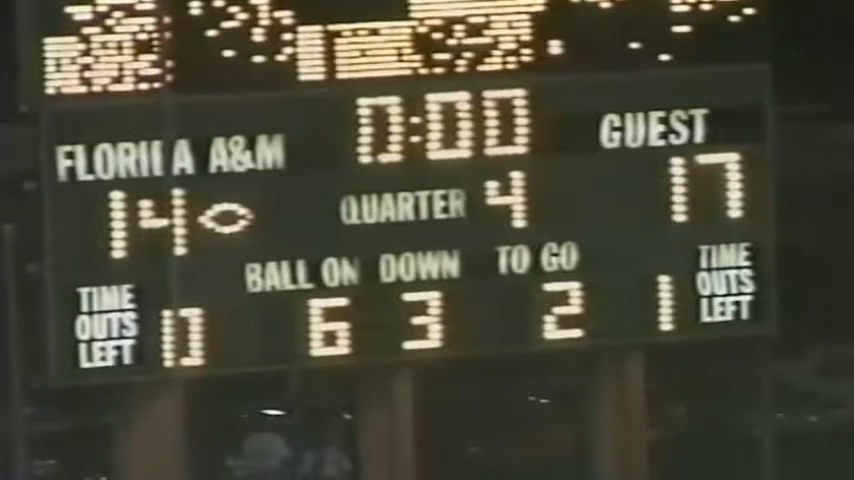 0:00
FLORIDA A&M GUEST
14 QUARTER 4 17
BALL ON DOWN TO GO
TIME OUTS LEFT 0 6 3 2 1 TIME OUTS LEFT